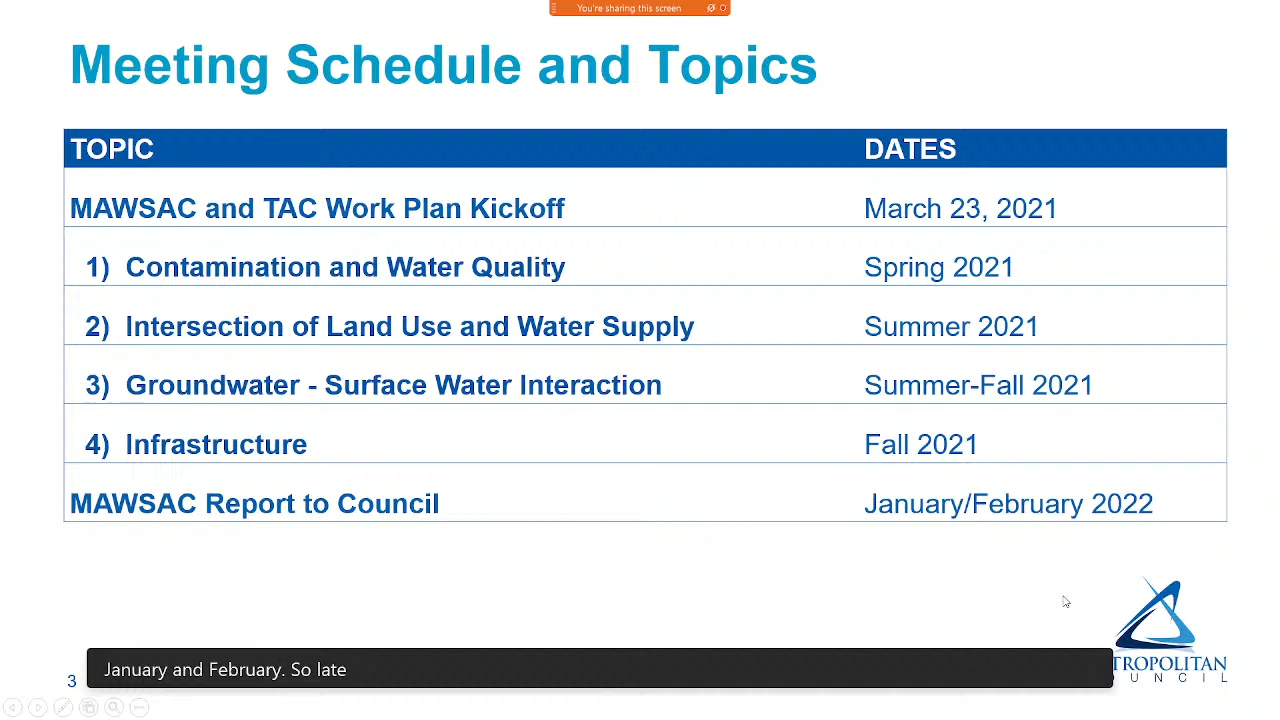 You're sharing this screen
Meeting Schedule and Topics
TOPIC DATES
MAWSAC and TAC Work Plan Kickoff March 23, 2021
1) Contamination and Water Quality Spring 2021
2) Intersection of Land Use and Water Supply Summer 2021
3) Groundwater - Surface Water Interaction Summer-Fall 2021
4) Infrastructure Fall 2021
MAWSAC Report to Council January/February 2022
January and February. So late
TROPOLITAN
OUNCIL
3